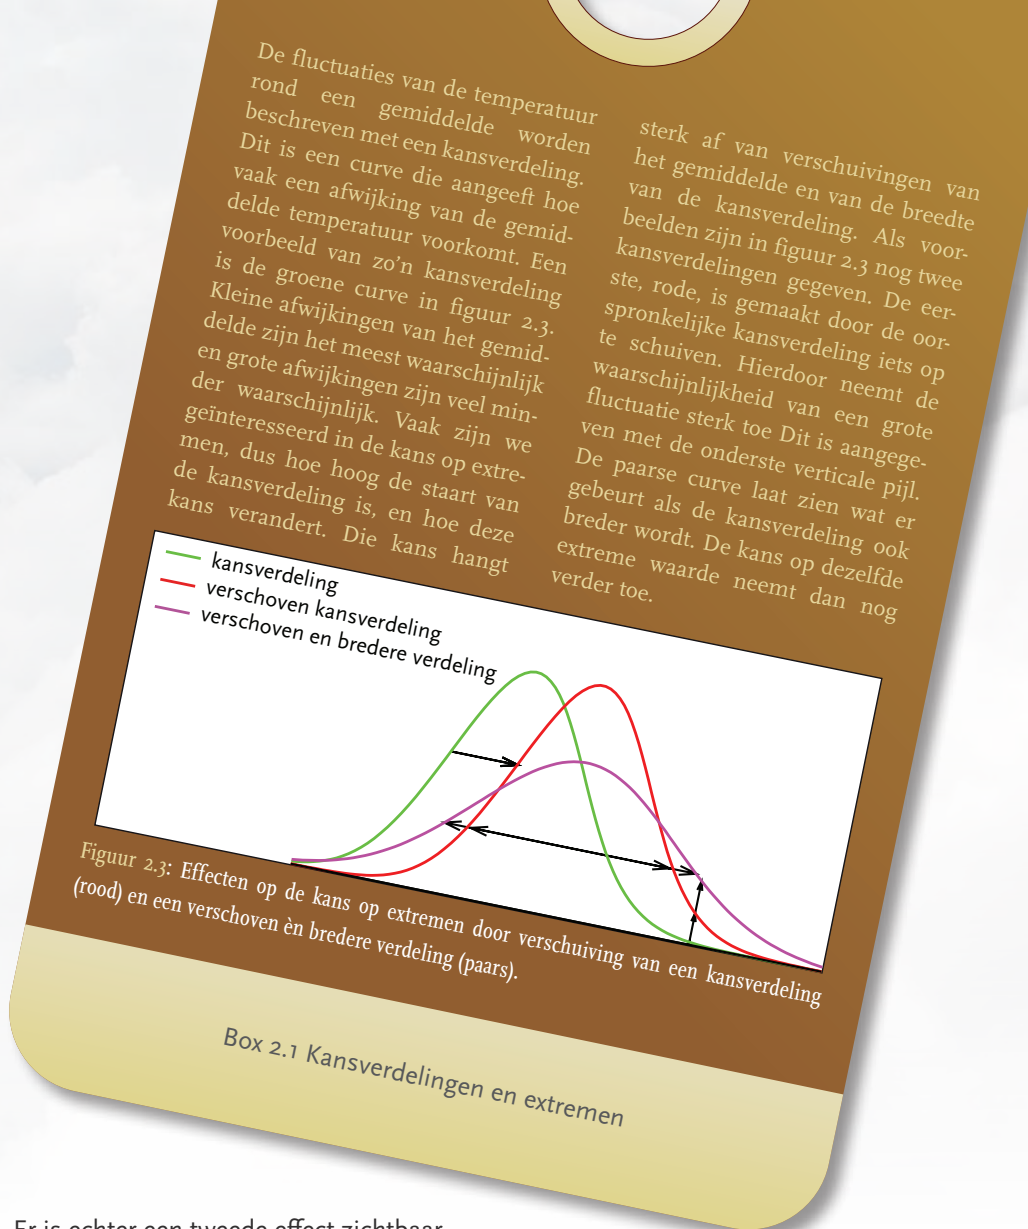 De fluctuaties van de temperatuur
rond een gemiddelde worden
beschreven met een kansverdeling.
Dit is een curve die aangeeft hoe
vaak een afwijking van de gemid-
delde temperatuur voorkomt. Een
voorbeeld van zo'n kansverdeling
is de groene curve in figuur 2.3.
Kleine afwijkingen van het gemid-
delde zijn het meest waarschijnlijk
en grote afwijkingen zijn veel min-
der waarschijnlijk. Vaak zijn we
geïnteresseerd in de kans op extre-
men, dus hoe hoog de staart van
de kansverdeling is, en hoe deze
kans verandert. Die kans hangt
sterk af van verschuivingen van
het gemiddelde en van de breedte
van de kansverdeling. Als voor-
beelden zijn in figuur 2.3 nog twee
kansverdelingen gegeven. De eer-
ste, rode, is gemaakt door de oor-
spronkelijke kansverdeling iets op
te schuiven. Hierdoor neemt de
waarschijnlijkheid van een grote
fluctuatie sterk toe Dit is aangege-
ven met de onderste verticale pijl.
De paarse curve laat zien wat er
gebeurt als de kansverdeling ook
breder wordt. De kans op dezelfde
extreme waarde neemt dan nog
verder toe.
kansverdeling
verschoven kansverdeling
verschoven en bredere verdeling
Figuur 2.3: Effecten op de kans op extremen door verschuiving van een kansverdeling
(rood) en een verschoven èn bredere verdeling (paars).
Box 2.1 Kansverdelingen en extremen
Er is echter een tweede effect zichtbaar